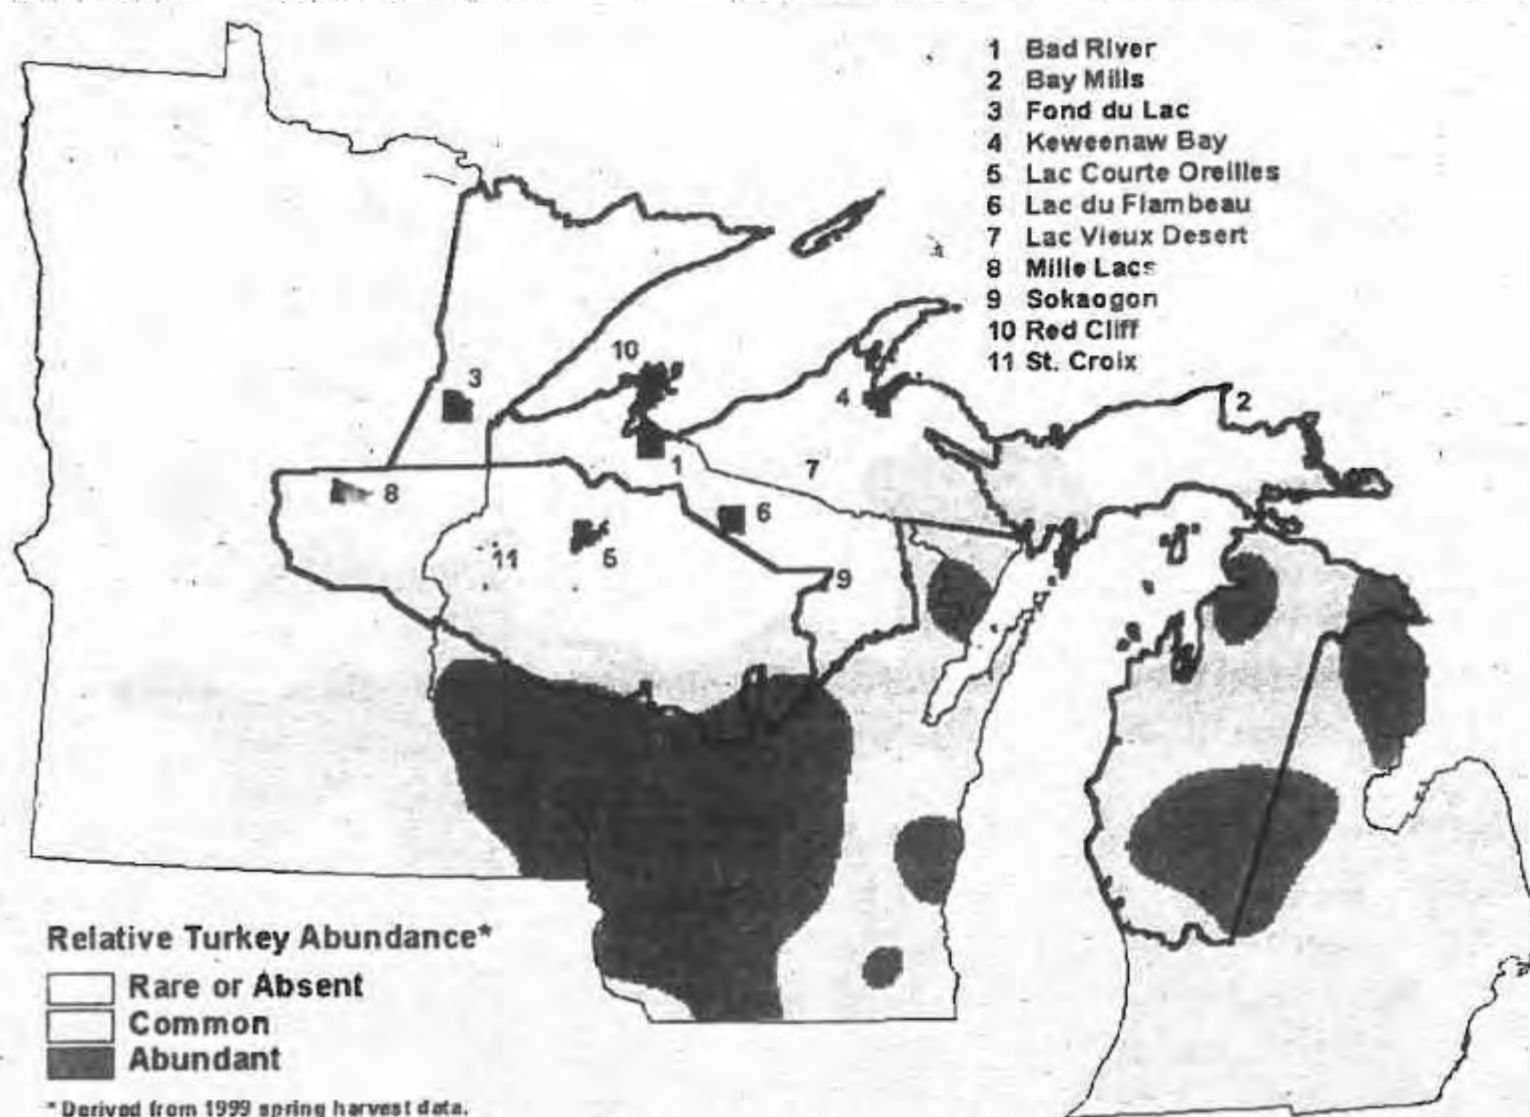 1 Bad River
2 Bay Mills
3 Fond du Lac
4 Keweenaw Bay
5 Lac Courte Oreilles
6 Lac du Flambeau
7 Lac Vieux Desert
8 Mille Lacs
9 Sokaogon
10 Red Cliff
11 St. Croix
10
3
4
2
1
7
8
6
11
5
9
Relative Turkey Abundance*
Rare or Absent
Common
Abundant
* Derived from 1999 spring harvest data.